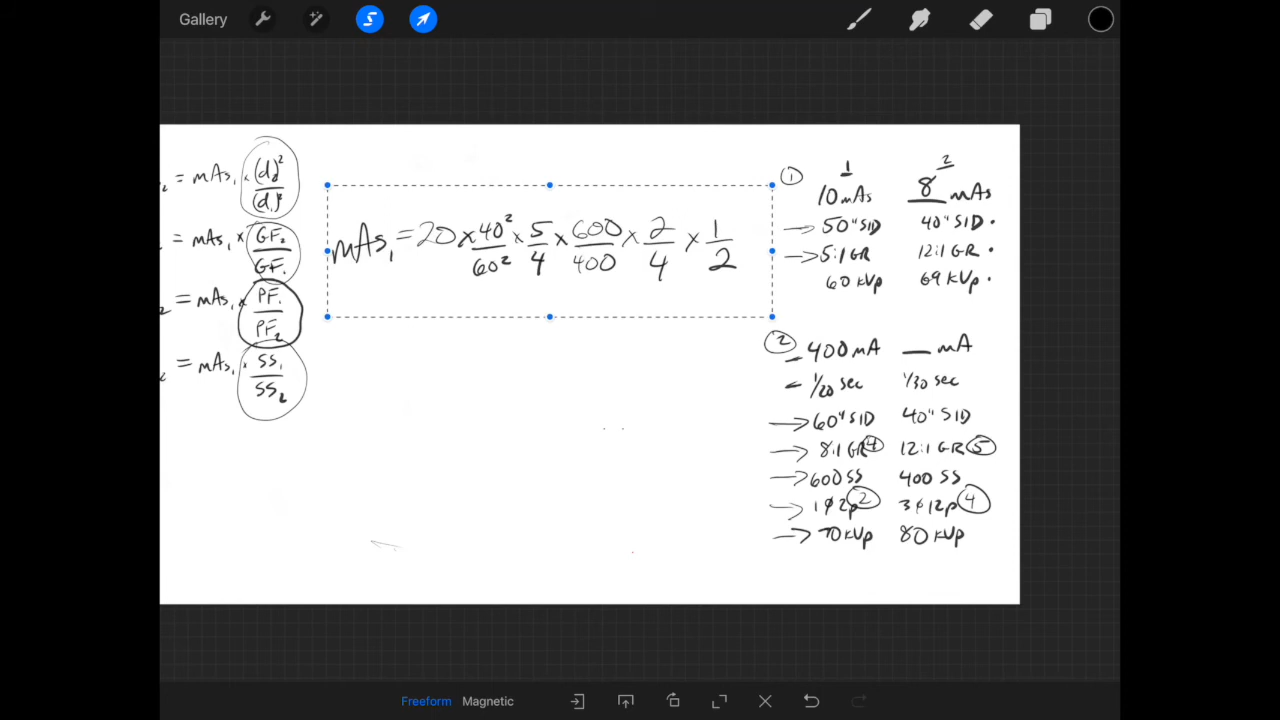 Gallery
= mAs₁ × (d₂)²/(d₁)²
= mAs₁ × GF₂/GF₁
2 = mAs₁ × PF₁/PF₂
= mAs₁ × SS₁/SS₂
mAs₁ = 20 × 40²/60² × 5/4 × 600/400 × 2/4 × 1/2
① 1 2
10 mAs 8 mAs
→ 50" SID 40" SID •
→ 5:1 GR 12:1 GR •
60 kVp 69 kVp •
② 400 mA __ mA
1/20 sec 1/30 sec
→ 60" SID 40" SID
→ 8:1 GR ④ 12:1 GR ⑤
→ 600 SS 400 SS
→ 1ϕ2p ② 3ϕ12p ④
→ 70 kVp 80 kVp
Freeform Magnetic